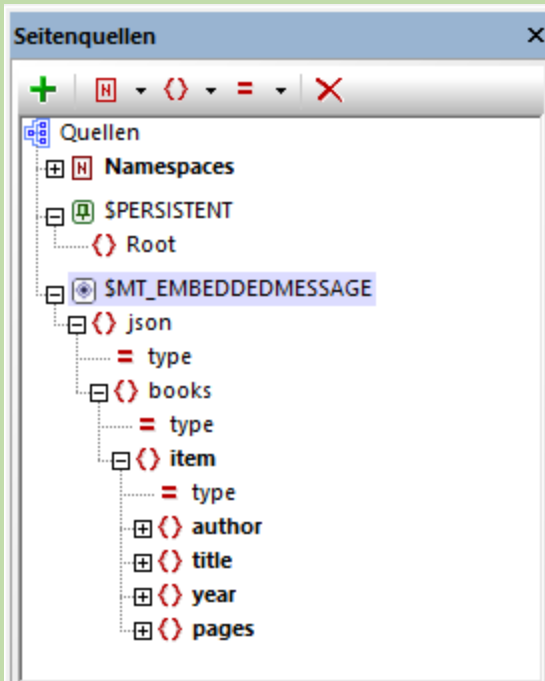 Seitenquellen
Quellen
Namespaces
$PERSISTENT
Root
$MT_EMBEDDEDMESSAGE
json
type
books
type
item
type
author
title
year
pages